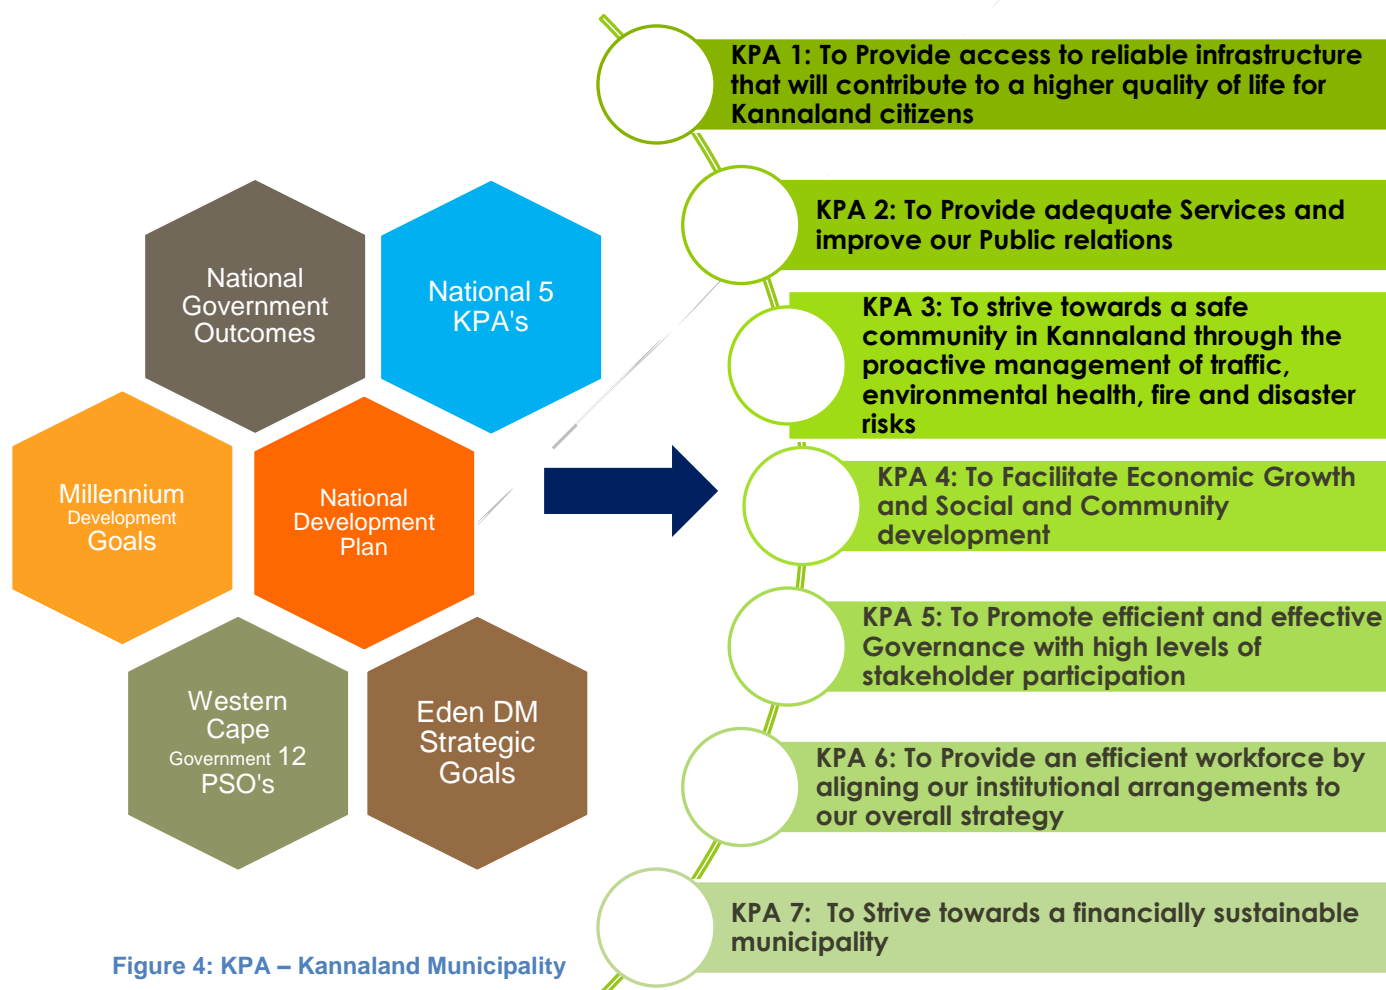 National
Government
Outcomes
National 5
KPA's
Millennium
Development
Goals
National
Development
Plan
Western
Cape
Government 12
PSO's
Eden DM
Strategic
Goals
KPA 1: To Provide access to reliable infrastructure
that will contribute to a higher quality of life for
Kannaland citizens
KPA 2: To Provide adequate Services and
improve our Public relations
KPA 3: To strive towards a safe
community in Kannaland through the
proactive management of traffic,
environmental health, fire and disaster
risks
KPA 4: To Facilitate Economic Growth
and Social and Community
development
KPA 5: To Promote efficient and effective
Governance with high levels of
stakeholder participation
KPA 6: To Provide an efficient workforce by
aligning our institutional arrangements to
our overall strategy
KPA 7:  To Strive towards a financially sustainable
municipality
Figure 4: KPA – Kannaland Municipality